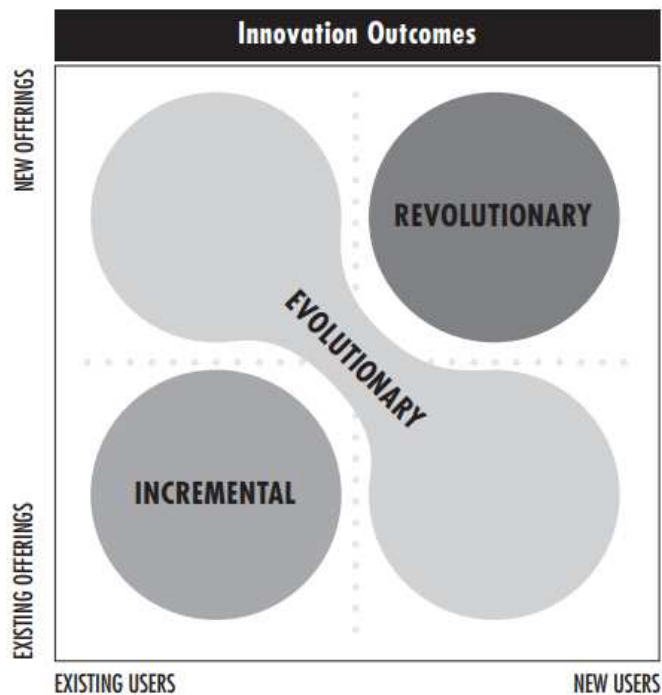 Innovation Outcomes
NEW OFFERINGS
REVOLUTIONARY
EVOLUTIONARY
INCREMENTAL
EXISTING OFFERINGS
EXISTING USERS
NEW USERS